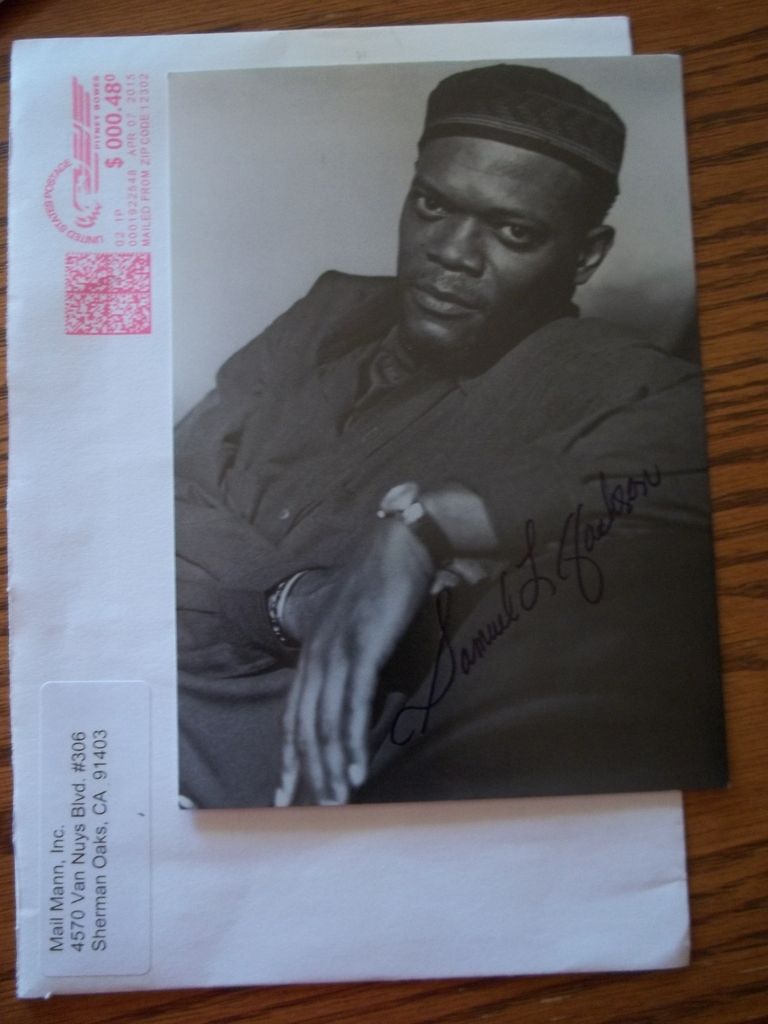 UNITED STATES POSTAGE
PITNEY BOWES
$ 000.48⁰
02 1P
0001922548 APR 07 2015
MAILED FROM ZIP CODE 12302
Samuel L Jackson
Mail Mann, Inc.
4570 Van Nuys Blvd. #306
Sherman Oaks, CA 91403